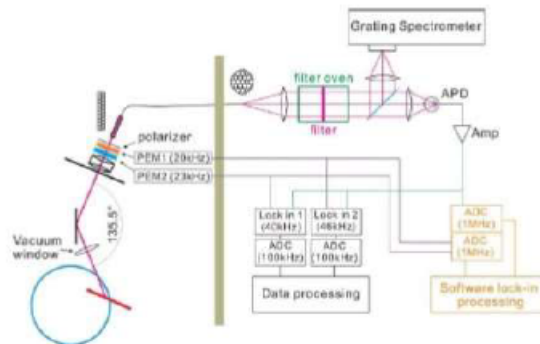 Grating Spectrometer
filter oven
APD
filter
Amp
polarizer
PEM1 (20kHz)
PEM2 (23kHz)
135.5°
Vacuum
window
Lock in 1
(40kHz)
Lock in 2
(46kHz)
ADC
(100kHz)
ADC
(100kHz)
ADC
(1MHz)
ADC
(1MHz)
Data processing
Software lock-in
processing